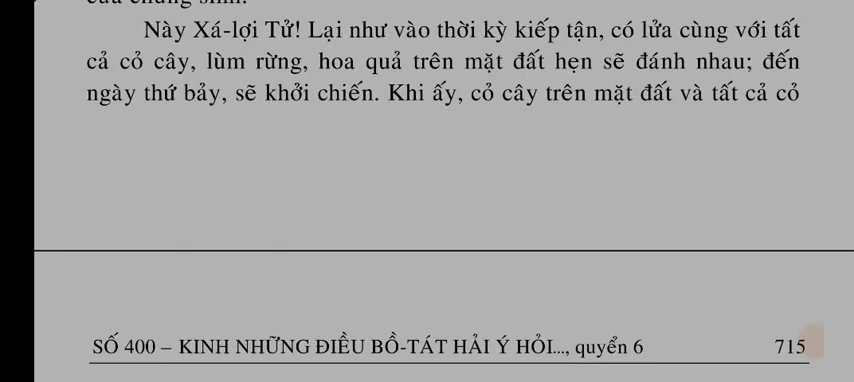 Này Xá-lợi Tử! Lại như vào thời kỳ kiếp tận, có lửa cùng với tất
cả cỏ cây, lùm rừng, hoa quả trên mặt đất hẹn sẽ đánh nhau; đến
ngày thứ bảy, sẽ khởi chiến. Khi ấy, cỏ cây trên mặt đất và tất cả cỏ
SỐ 400 – KINH NHỮNG ĐIỀU BỒ-TÁT HẢI Ý HỎI..., quyển 6 715